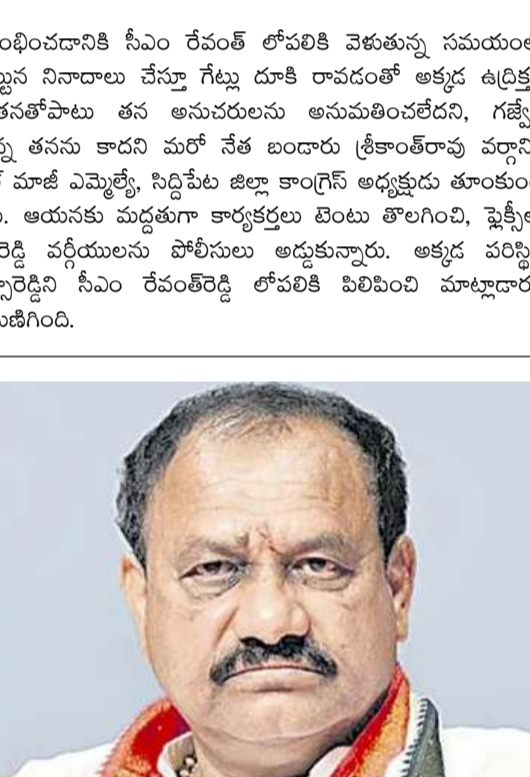 ంభించడానికి సీఎం రేవంత్ లోపలికి వెళుతున్న సమయం
నినాదాలు చేస్తూ గేట్లు దూకి రావడంతో అక్కడ ఉద్రిక్త
తనతోపాటు తన అనుచరులను అనుమతించలేదని, గజ్వే
న్న తనను కాదని మరో నేత బండారు శ్రీకాంత్‌రావు వర్గాని
మాజీ ఎమ్మెల్యే, సిద్దిపేట జిల్లా కాంగ్రెస్ అధ్యక్షుడు తూంకుం
. ఆయనకు మద్దతుగా కార్యకర్తలు టెంటు తొలగించి, ఫ్లెక్సీల
రెడ్డి వర్గీయులను పోలీసులు అడ్డుకున్నారు. అక్కడ పరిస్థి
్సారెడ్డిని సీఎం రేవంత్‌రెడ్డి లోపలికి పిలిపించి మాట్లాడార
ణిగింది.